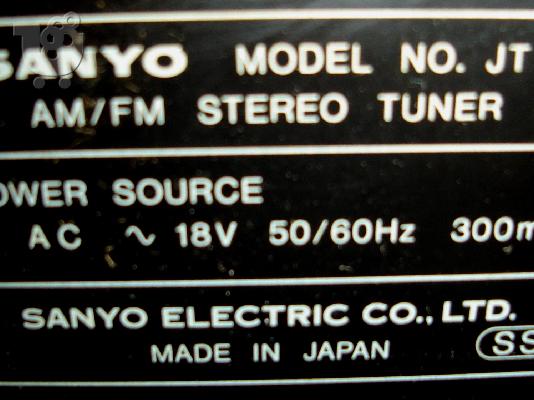 SANYO MODEL NO. JT
AM/FM STEREO TUNER
POWER SOURCE
AC ~ 18V 50/60Hz 300m
SANYO ELECTRIC CO., LTD.
MADE IN JAPAN SS